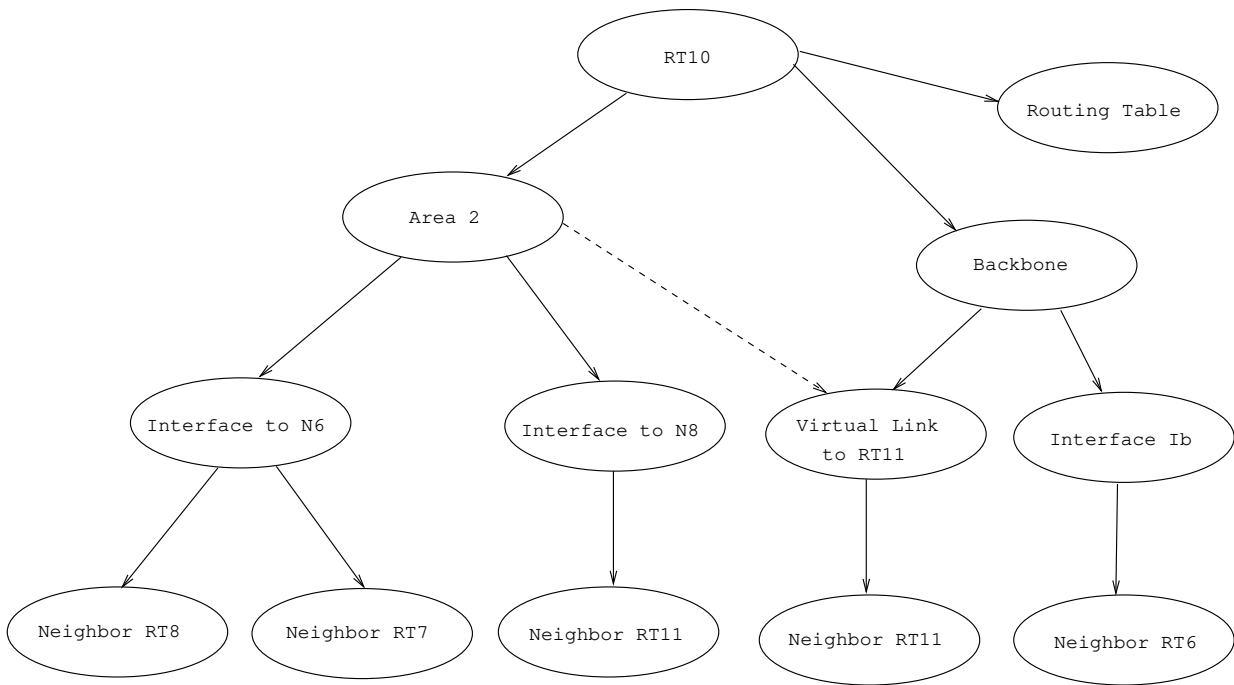 RT10
Routing Table
Area 2
Backbone
Interface to N6
Interface to N8
Virtual Link
to RT11
Interface Ib
Neighbor RT8
Neighbor RT7
Neighbor RT11
Neighbor RT11
Neighbor RT6